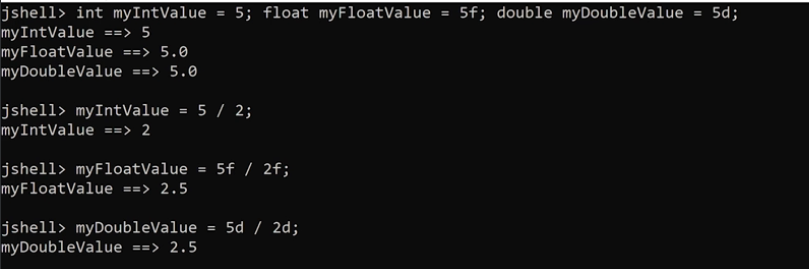 jshell> int myIntValue = 5; float myFloatValue = 5f; double myDoubleValue = 5d;
myIntValue ==> 5
myFloatValue ==> 5.0
myDoubleValue ==> 5.0
jshell> myIntValue = 5 / 2;
myIntValue ==> 2
jshell> myFloatValue = 5f / 2f;
myFloatValue ==> 2.5
jshell> myDoubleValue = 5d / 2d;
myDoubleValue ==> 2.5